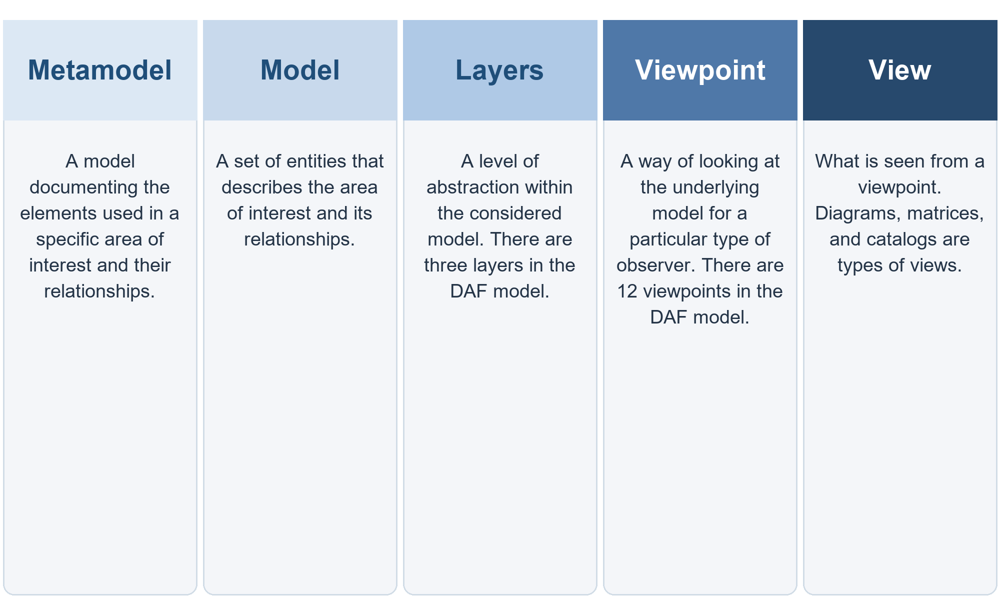 Metamodel
A model
documenting the
elements used in a
specific area of
interest and their
relationships.
Model
A set of entities that
describes the area
of interest and its
relationships.
Layers
A level of
abstraction within
the considered
model. There are
three layers in the
DAF model.
Viewpoint
A way of looking at
the underlying
model for a
particular type of
observer. There are
12 viewpoints in the
DAF model.
View
What is seen from a
viewpoint.
Diagrams, matrices,
and catalogs are
types of views.